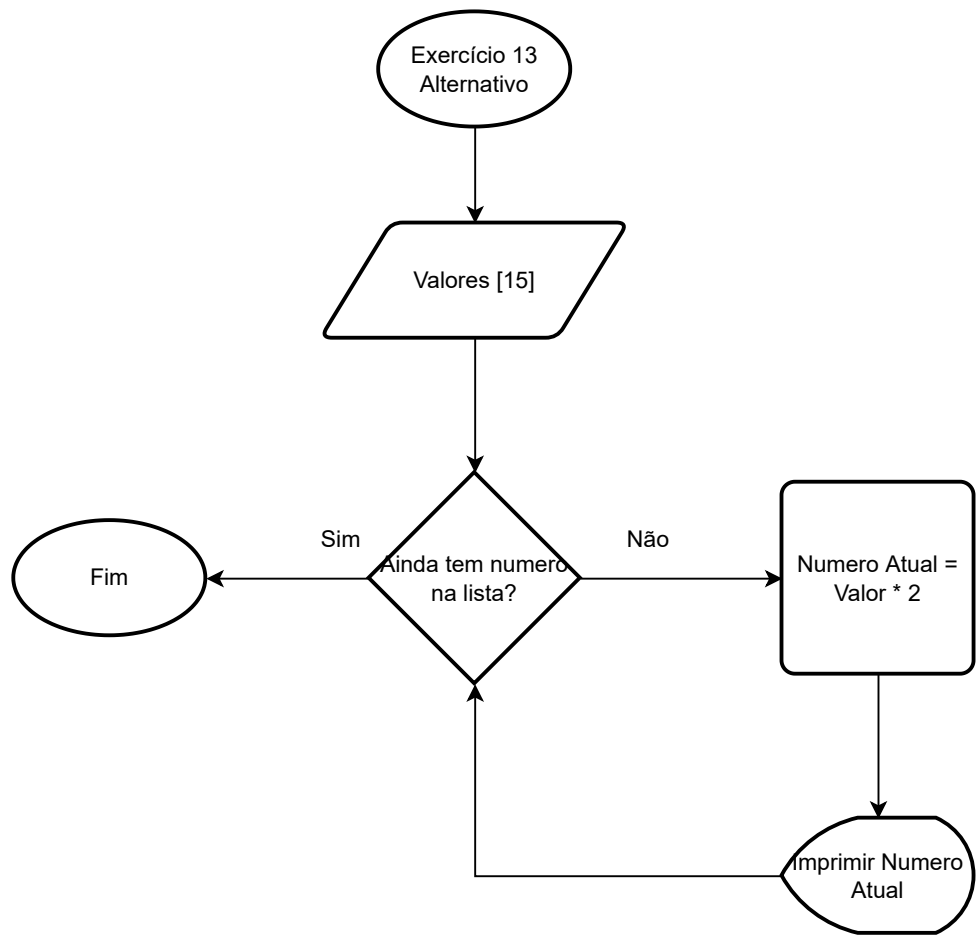 Exercício 13
Alternativo
Valores [15]
Sim
Não
Ainda tem numero
na lista?
Fim
Numero Atual =
Valor * 2
Imprimir Numero
Atual